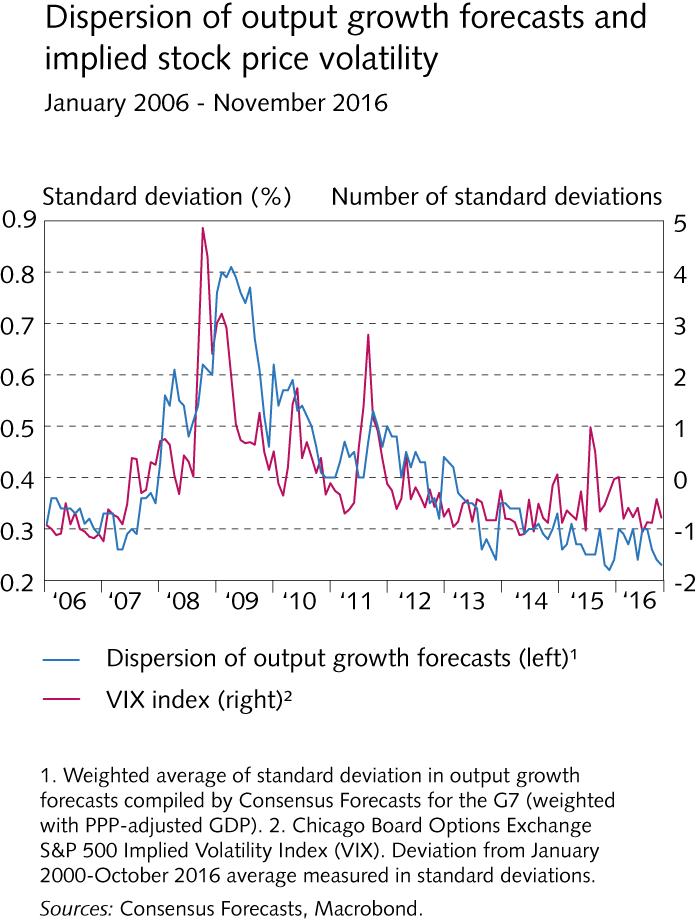 Dispersion of output growth forecasts and
implied stock price volatility
January 2006 - November 2016
Standard deviation (%) Number of standard deviations
0.9 5
0.8 4
0.7 3
0.6 2
0.5 1
0.4 0
0.3 -1
0.2 -2
‘06 ‘07 ‘08 ‘09 ‘10 ‘11 ‘12 ‘13 ‘14 ‘15 ‘16
Dispersion of output growth forecasts (left)¹
VIX index (right)²
1. Weighted average of standard deviation in output growth
forecasts compiled by Consensus Forecasts for the G7 (weighted
with PPP-adjusted GDP). 2. Chicago Board Options Exchange
S&P 500 Implied Volatility Index (VIX). Deviation from January
2000-October 2016 average measured in standard deviations.
Sources: Consensus Forecasts, Macrobond.